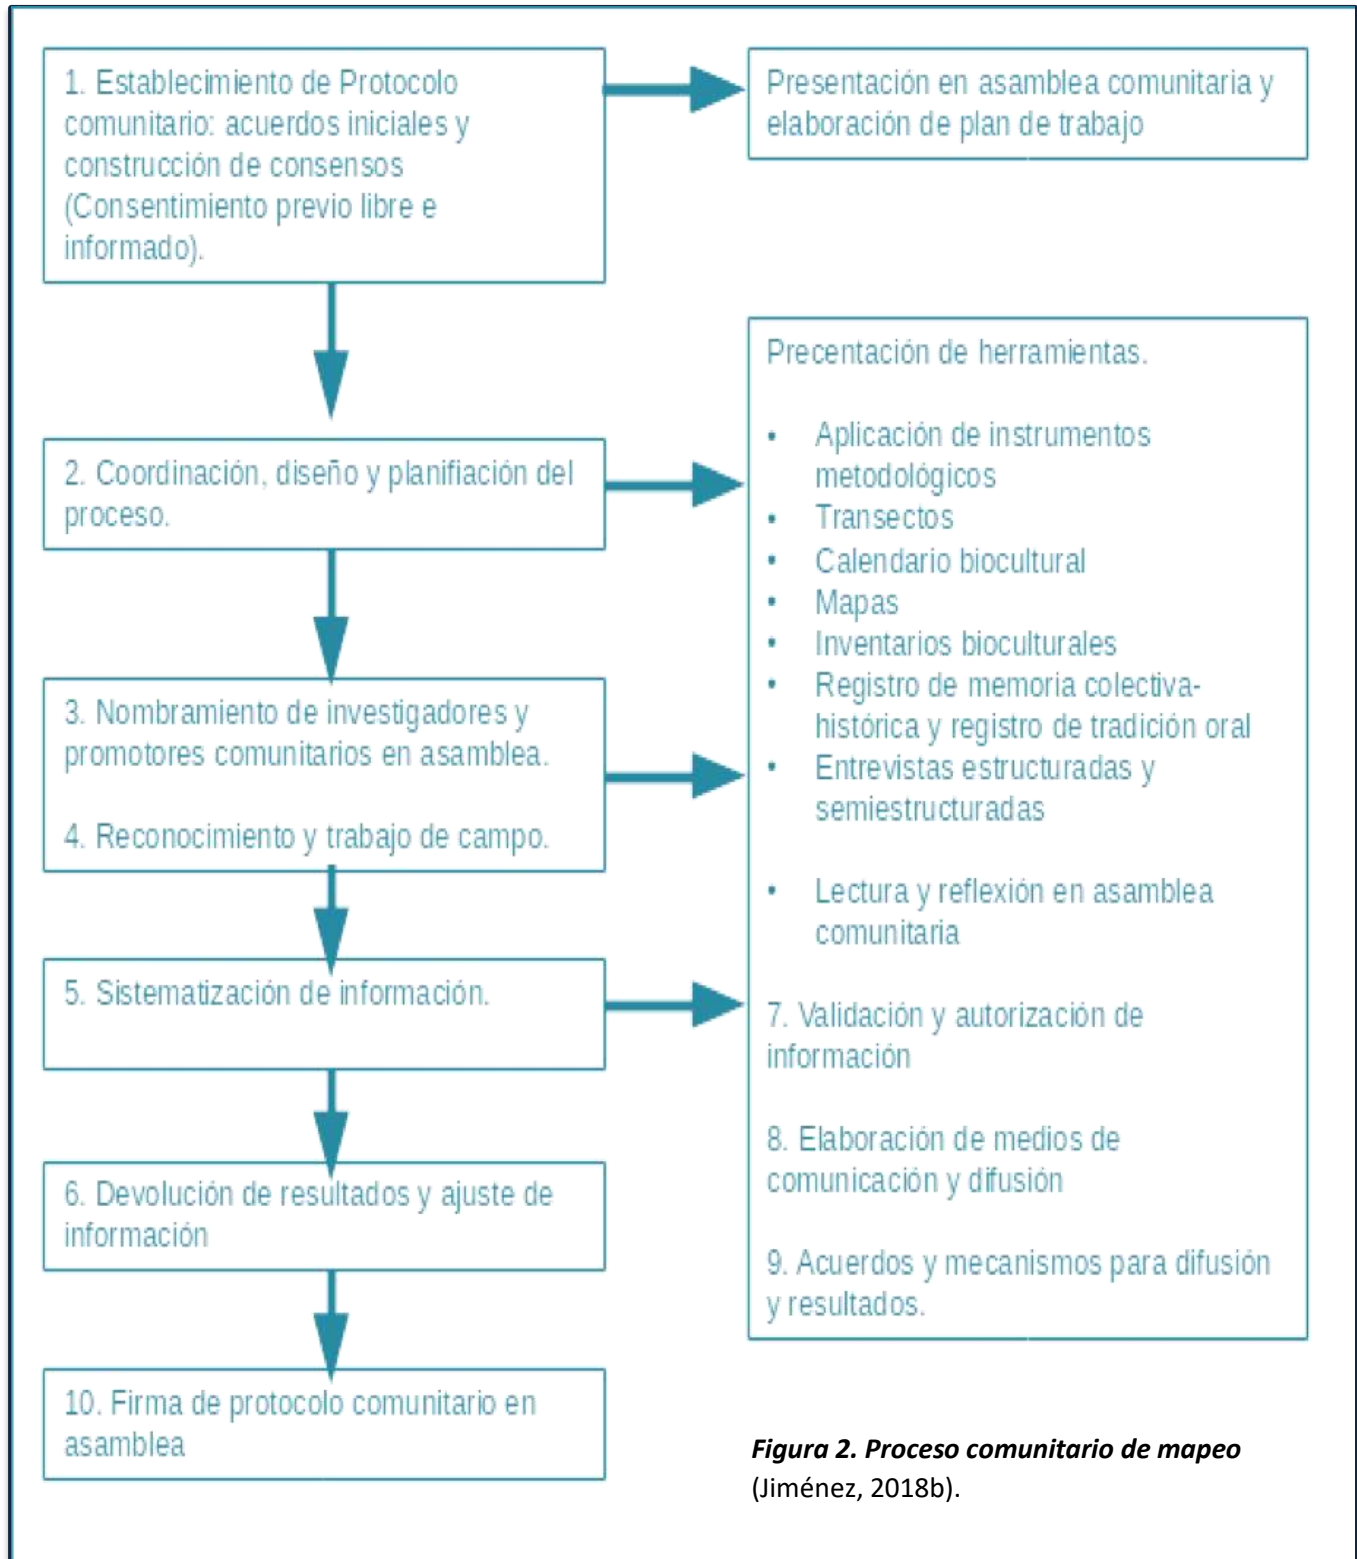 1. Establecimiento de Protocolo
comunitario: acuerdos iniciales y
construcción de consensos
(Consentimiento previo libre e
informado).
Presentación en asamblea comunitaria y
elaboración de plan de trabajo
2. Coordinación, diseño y planifiación del
proceso.
3. Nombramiento de investigadores y
promotores comunitarios en asamblea.
4. Reconocimiento y trabajo de campo.
5. Sistematización de información.
6. Devolución de resultados y ajuste de
información
10. Firma de protocolo comunitario en
asamblea
Precentación de herramientas.
• Aplicación de instrumentos
metodológicos
• Transectos
• Calendario biocultural
• Mapas
• Inventarios bioculturales
• Registro de memoria colectiva-
histórica y registro de tradición oral
• Entrevistas estructuradas y
semiestructuradas
• Lectura y reflexión en asamblea
comunitaria
7. Validación y autorización de
información
8. Elaboración de medios de
comunicación y difusión
9. Acuerdos y mecanismos para difusión
y resultados.
Figura 2. Proceso comunitario de mapeo
(Jiménez, 2018b).